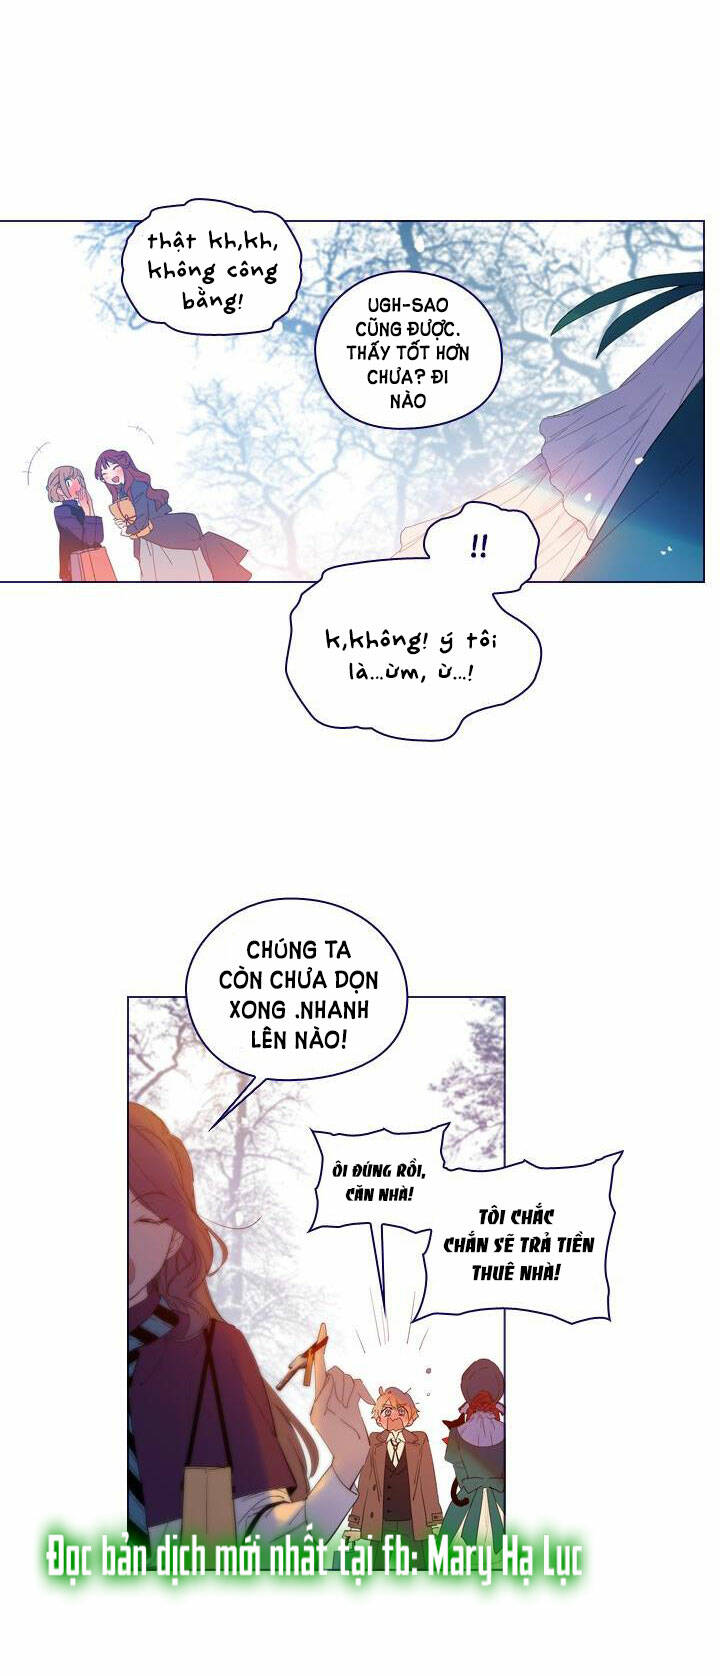 thật kh,kh,
không công
bằng!
UGH-SAO
CŨNG ĐƯỢC.
THẤY TỐT HƠN
CHƯA? ĐI
NÀO
!!
k,không! ý tôi
là...ừm, ừ...!
CHÚNG TA
CÒN CHƯA DỌN
XONG .NHANH
LÊN NÀO!
ÔI ĐÚNG RỒI,
CĂN NHÀ!
TÔI CHẮC
CHẮN SẼ TRẢ TIỀN
THUÊ NHÀ!
Đọc bản dịch mới nhất tại fb: Mary Hạ Lục